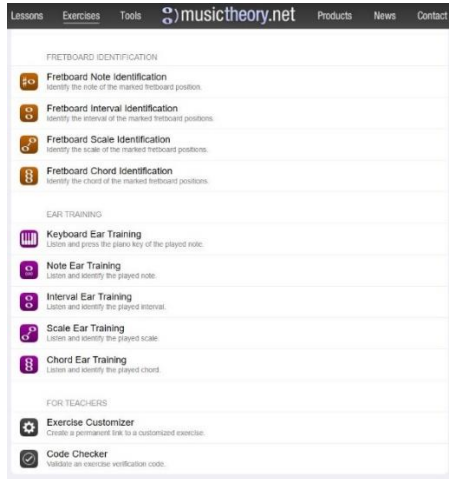 Lessons Exercises Tools musictheory.net Products News Contact
FRETBOARD IDENTIFICATION
Fretboard Note Identification
Identify the note of the marked fretboard position.
Fretboard Interval Identification
Identify the interval of the marked fretboard positions.
Fretboard Scale Identification
Identify the scale of the marked fretboard positions.
Fretboard Chord Identification
Identify the chord of the marked fretboard positions.
EAR TRAINING
Keyboard Ear Training
Listen and press the piano key of the played note.
Note Ear Training
Listen and identify the played note.
Interval Ear Training
Listen and identify the played interval.
Scale Ear Training
Listen and identify the played scale.
Chord Ear Training
Listen and identify the played chord.
FOR TEACHERS
Exercise Customizer
Create a permanent link to a customized exercise.
Code Checker
Validate an exercise verification code.